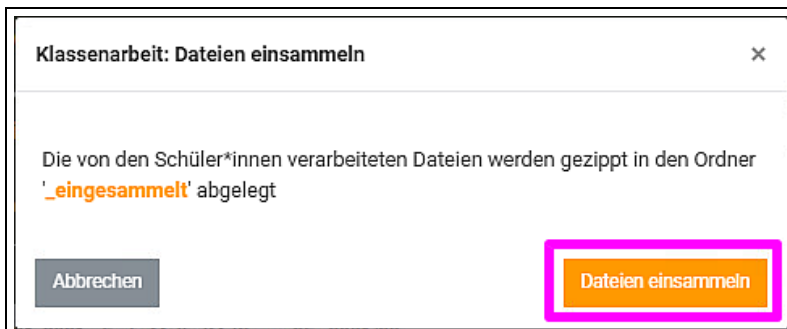 Klassenarbeit: Dateien einsammeln ×
Die von den Schüler*innen verarbeiteten Dateien werden gezippt in den Ordner
'_eingesammelt' abgelegt
Abbrechen Dateien einsammeln